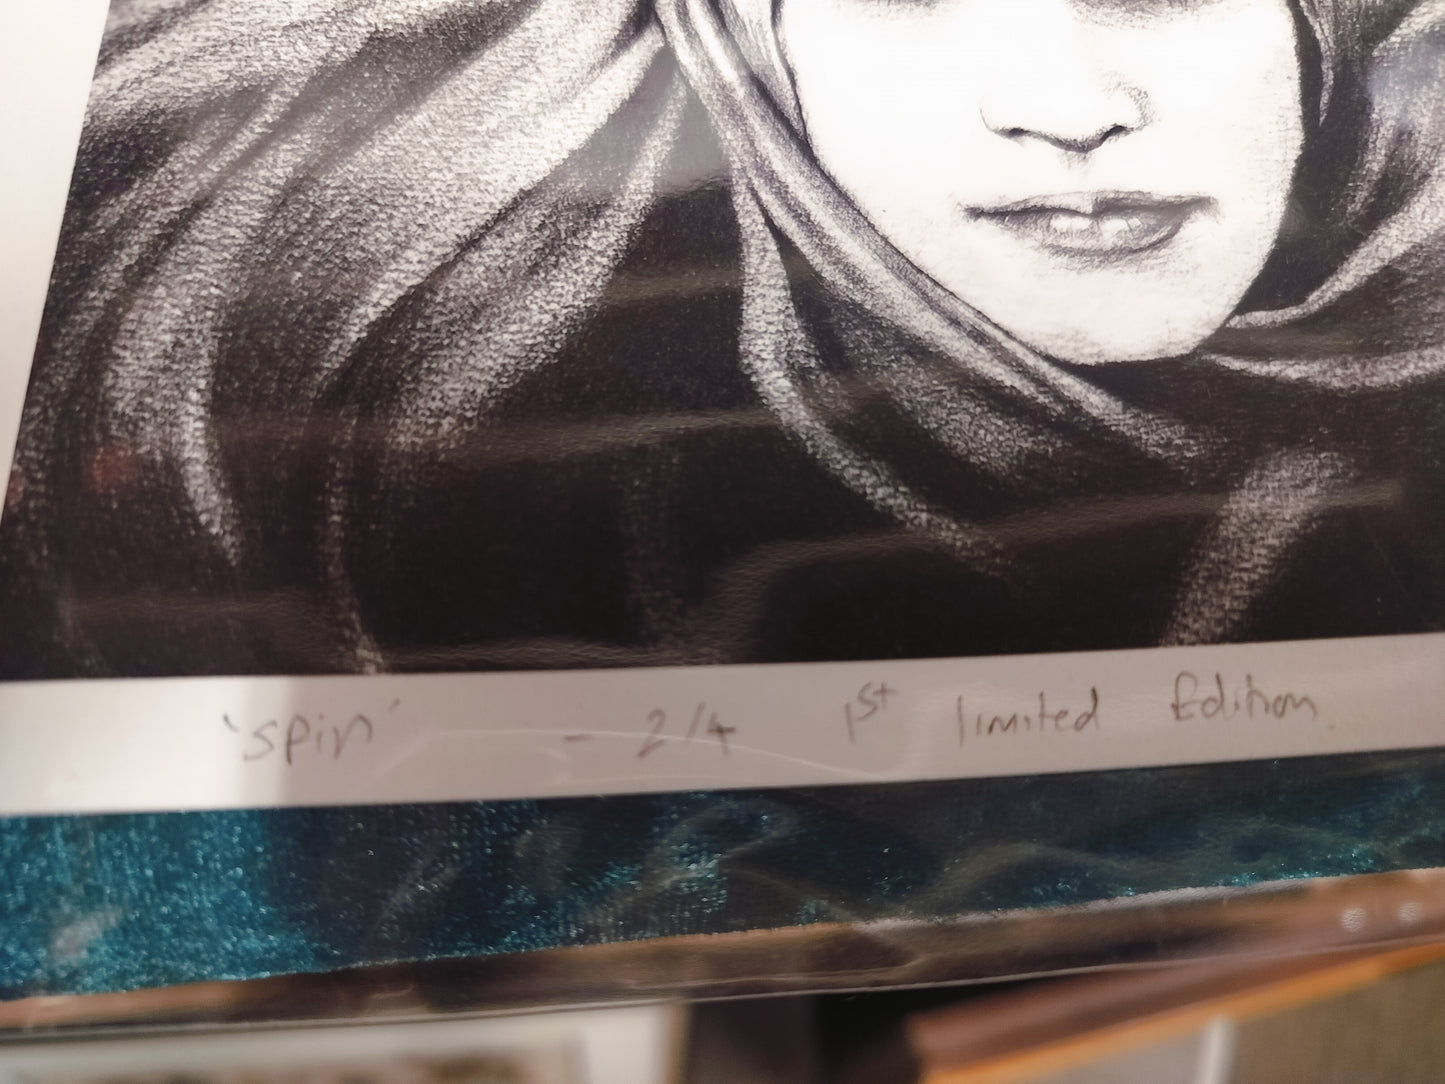 'spin' - 2/4 1st limited Edition.